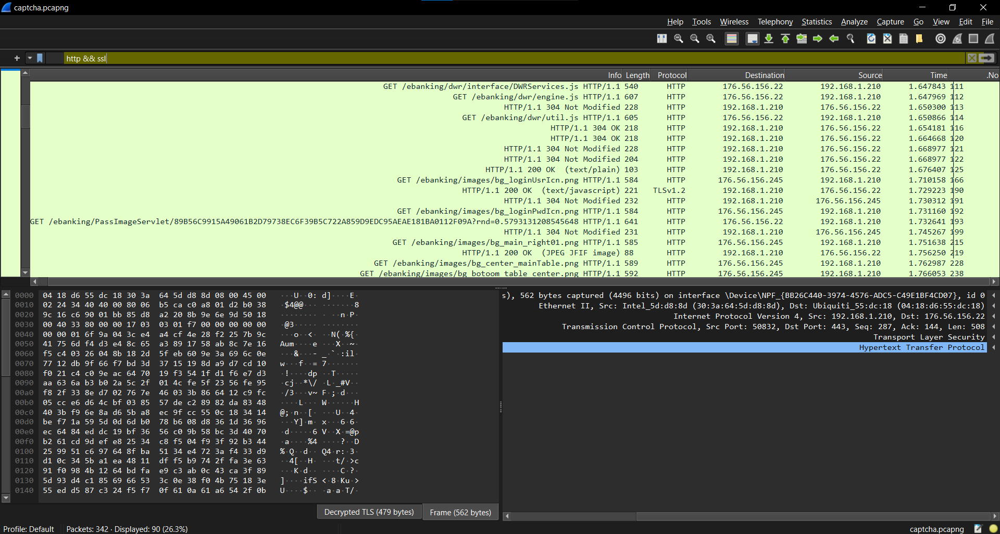 captcha.pcapng
Help Tools Wireless Telephony Statistics Analyze Capture Go View Edit File
http && ssl
Info Length Protocol Destination Source Time .No
GET /ebanking/dwr/interface/DWRServices.js HTTP/1.1 540 HTTP 176.56.156.22 192.168.1.210 1.647843 111
GET /ebanking/dwr/engine.js HTTP/1.1 607 HTTP 176.56.156.22 192.168.1.210 1.647969 112
HTTP/1.1 304 Not Modified 228 HTTP 192.168.1.210 176.56.156.22 1.650300 113
GET /ebanking/dwr/util.js HTTP/1.1 605 HTTP 176.56.156.22 192.168.1.210 1.650866 114
HTTP/1.1 304 OK 218 HTTP 192.168.1.210 176.56.156.22 1.654181 116
HTTP/1.1 304 OK 218 HTTP 192.168.1.210 176.56.156.22 1.664668 120
HTTP/1.1 304 Not Modified 228 HTTP 192.168.1.210 176.56.156.22 1.668977 121
HTTP/1.1 304 Not Modified 204 HTTP 192.168.1.210 176.56.156.22 1.668977 122
HTTP/1.1 200 OK (text/plain) 103 HTTP 192.168.1.210 176.56.156.22 1.676407 125
GET /ebanking/images/bg_loginUsrIcn.png HTTP/1.1 584 HTTP 176.56.156.245 192.168.1.210 1.710158 166
HTTP/1.1 200 OK (text/javascript) 221 TLSv1.2 192.168.1.210 176.56.156.22 1.729223 190
HTTP/1.1 304 Not Modified 232 HTTP 192.168.1.210 176.56.156.245 1.730312 191
GET /ebanking/images/bg_loginPwdIcn.png HTTP/1.1 584 HTTP 176.56.156.245 192.168.1.210 1.731160 192
GET /ebanking/PassImageServlet/89B56C9915A49061B2D79738EC6F39B5C722A859D9EDC95AEAE181BA0112F09A?rnd=0.5793131208545648 HTTP/1.1 641 HTTP 176.56.156.22 192.168.1.210 1.732641 193
HTTP/1.1 304 Not Modified 231 HTTP 192.168.1.210 176.56.156.245 1.745267 199
GET /ebanking/images/bg_main_right01.png HTTP/1.1 585 HTTP 176.56.156.245 192.168.1.210 1.751638 215
HTTP/1.1 200 OK (JPEG JFIF image) 88 HTTP 192.168.1.210 176.56.156.22 1.756250 219
GET /ebanking/images/bg_center_mainTable.png HTTP/1.1 589 HTTP 176.56.156.245 192.168.1.210 1.762987 228
GET /ebanking/images/bg botoom table center.png HTTP/1.1 592 HTTP 176.56.156.245 192.168.1.210 1.766053 238
0000 04 18 d6 55 dc 18 30 3a 64 5d d8 8d 08 00 45 00 ···U··0: d]····E·
0010 02 24 34 40 40 00 80 06 b5 ca c0 a8 01 d2 b0 38 ·$4@@··· ·······8
0020 9c 16 c6 90 01 bb 85 d8 a2 20 8b 9e 6e 9d 50 18 ········ · ··n·P·
0030 00 40 33 80 00 00 17 03 03 01 f7 00 00 00 00 00 ·@3····· ········
0040 00 00 01 6f 9a 04 3c e4 a4 cf 4e 28 f2 25 7b 9c ···o··<· ··N(·%{·
0050 41 75 6d f4 d3 e4 8c 65 a3 89 17 58 ab 8c 7e 16 Aum····e ···X··~·
0060 f5 c4 03 26 04 8b 18 2d 5f eb 60 9e 3a 69 6c 0e ···&···- _·`·:il·
0070 77 12 db 9f 66 f7 bd 3d 37 15 19 8d a9 d7 cd 10 w···f··= 7·······
0080 f0 21 c4 c0 9e ac 64 70 19 f3 54 1f d1 f6 e7 d3 ·!····dp ··T·····
0090 aa 63 6a b3 b0 2a 5c 2f 01 4c fe 5f 23 56 fe 95 ·cj··*\/ ·L·_#V··
00a0 f8 2f 33 8e d7 02 76 7e 46 03 3b 86 64 12 c9 fc ·/3···v~ F·;·d···
00b0 05 cc e6 d6 4c bf 03 85 57 de c2 89 82 da 83 48 ····L··· W······H
00c0 40 3b f9 6e 8a d6 5b a8 ec 9f cc 55 0c 18 34 14 @;·n··[· ···U··4·
00d0 be f7 1a 59 5d 0d 6d b0 78 b6 08 d8 36 1d 36 96 ···Y]·m· x···6·6·
00e0 ec 64 84 ed dc 19 bf 36 56 c0 9b 58 bc 3d 40 70 ·d·····6 V··X·=@p
00f0 b2 61 cd 9d ef e8 25 34 c8 f5 04 f9 3f 92 b3 44 ·a····%4 ····?··D
0100 25 99 51 c6 97 64 8f ba 51 34 e4 72 3a f4 33 d9 %·Q··d·· Q4·r:·3·
0110 d1 0c 34 5b a1 ea 48 11 df f5 b9 74 2f fa 3e 63 ··4[··H· ···t/·>c
0120 91 f0 98 4b 12 64 bd fa e9 c3 ab 0c 43 ca 3f 89 ···K·d·· ····C·?·
0130 5d 93 d4 c1 85 69 66 53 3c 0e 38 f0 4b 75 18 3e ]····ifS <·8·Ku·>
0140 55 ed d5 87 c3 24 f5 f7 0f 61 0a 61 a6 54 2f 0b U····$·· ·a·a·T/·
s), 562 bytes captured (4496 bits) on interface \Device\NPF_{BB26C440-3974-4576-ADC5-C49E1BF4CD07}, id 0
Ethernet II, Src: Intel_5d:d8:8d (30:3a:64:5d:d8:8d), Dst: Ubiquiti_55:dc:18 (04:18:d6:55:dc:18)
Internet Protocol Version 4, Src: 192.168.1.210, Dst: 176.56.156.22
Transmission Control Protocol, Src Port: 50832, Dst Port: 443, Seq: 287, Ack: 144, Len: 508
Transport Layer Security
Hypertext Transfer Protocol
Decrypted TLS (479 bytes) Frame (562 bytes)
Profile: Default Packets: 342 · Displayed: 90 (26.3%) captcha.pcapng